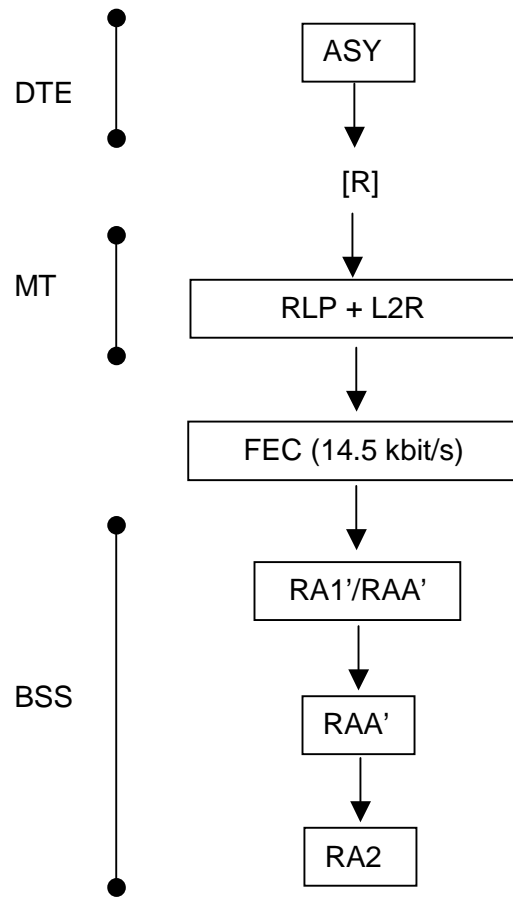 ASY
DTE
[R]
MT
RLP + L2R
FEC (14.5 kbit/s)
RA1’/RAA’
BSS
RAA’
RA2